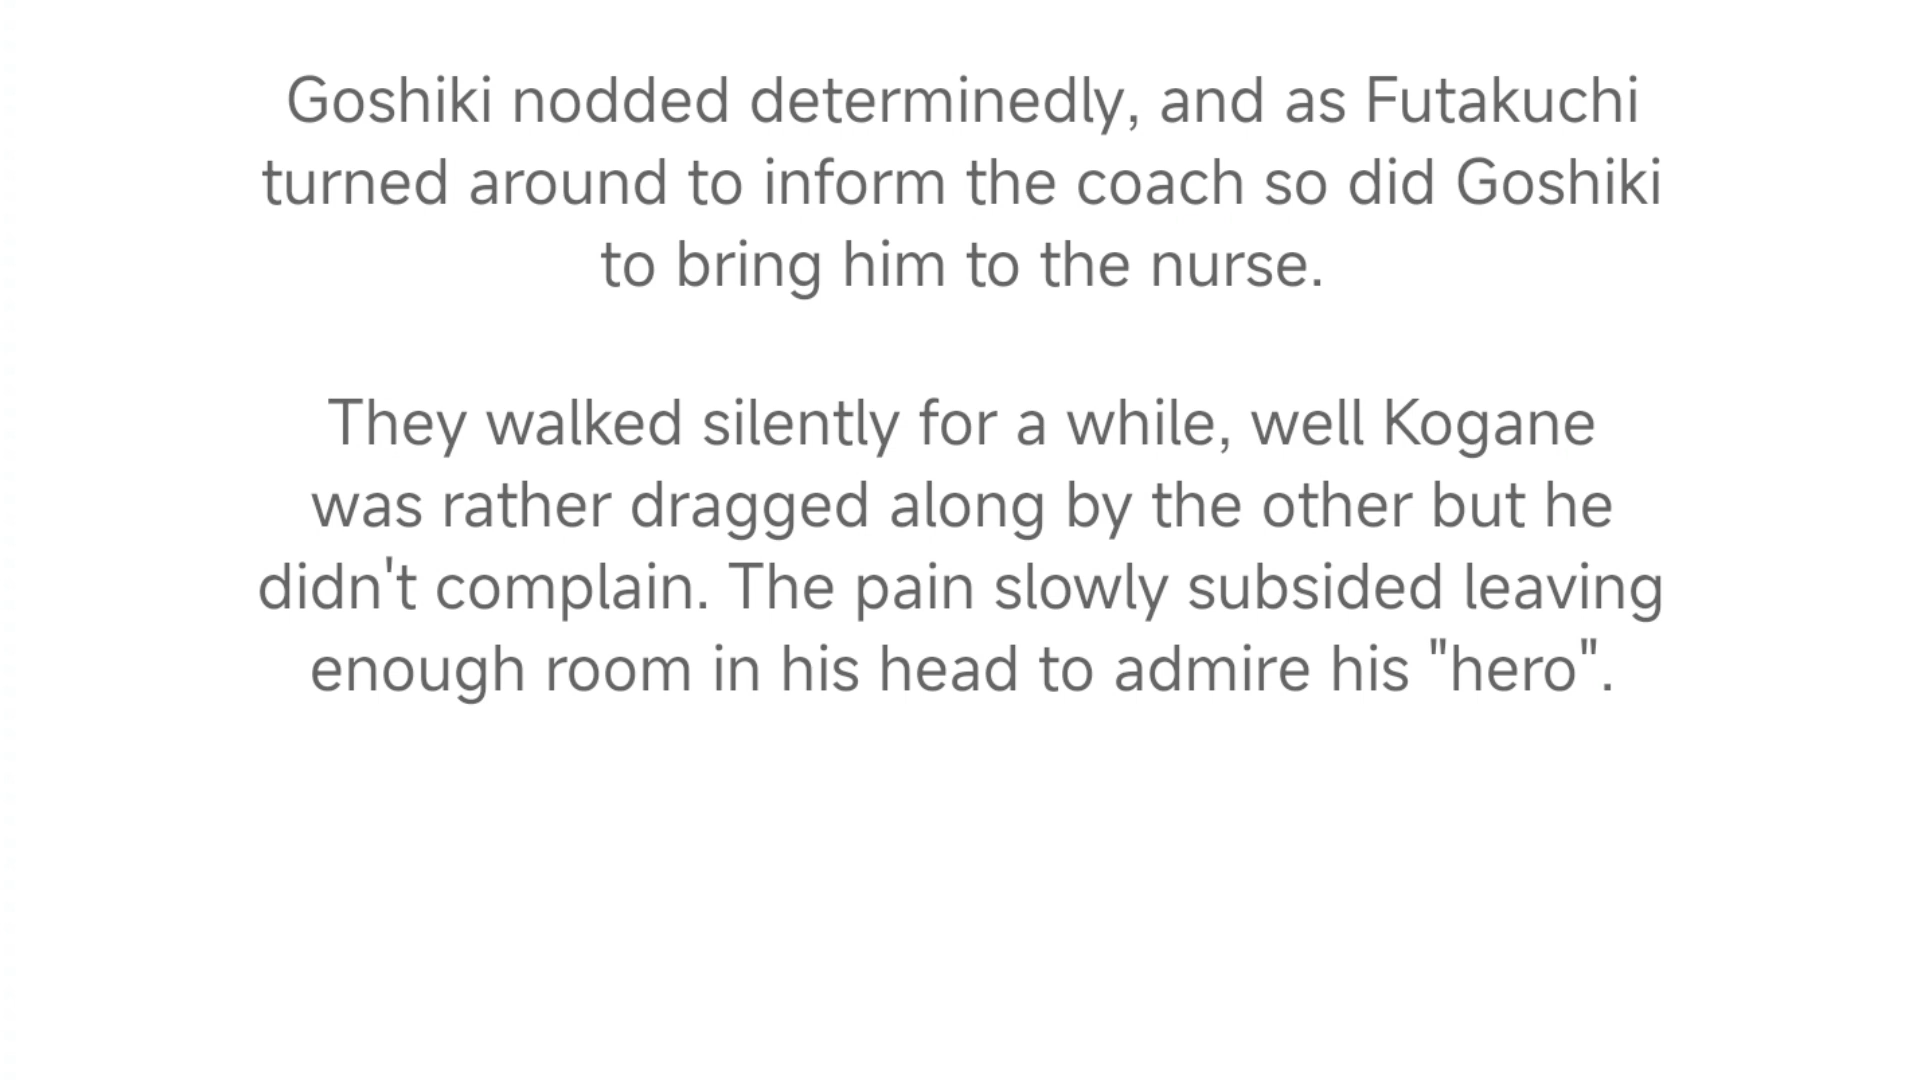 Goshiki nodded determinedly, and as Futakuchi
turned around to inform the coach so did Goshiki
to bring him to the nurse.
They walked silently for a while, well Kogane
was rather dragged along by the other but he
didn't complain. The pain slowly subsided leaving
enough room in his head to admire his "hero".